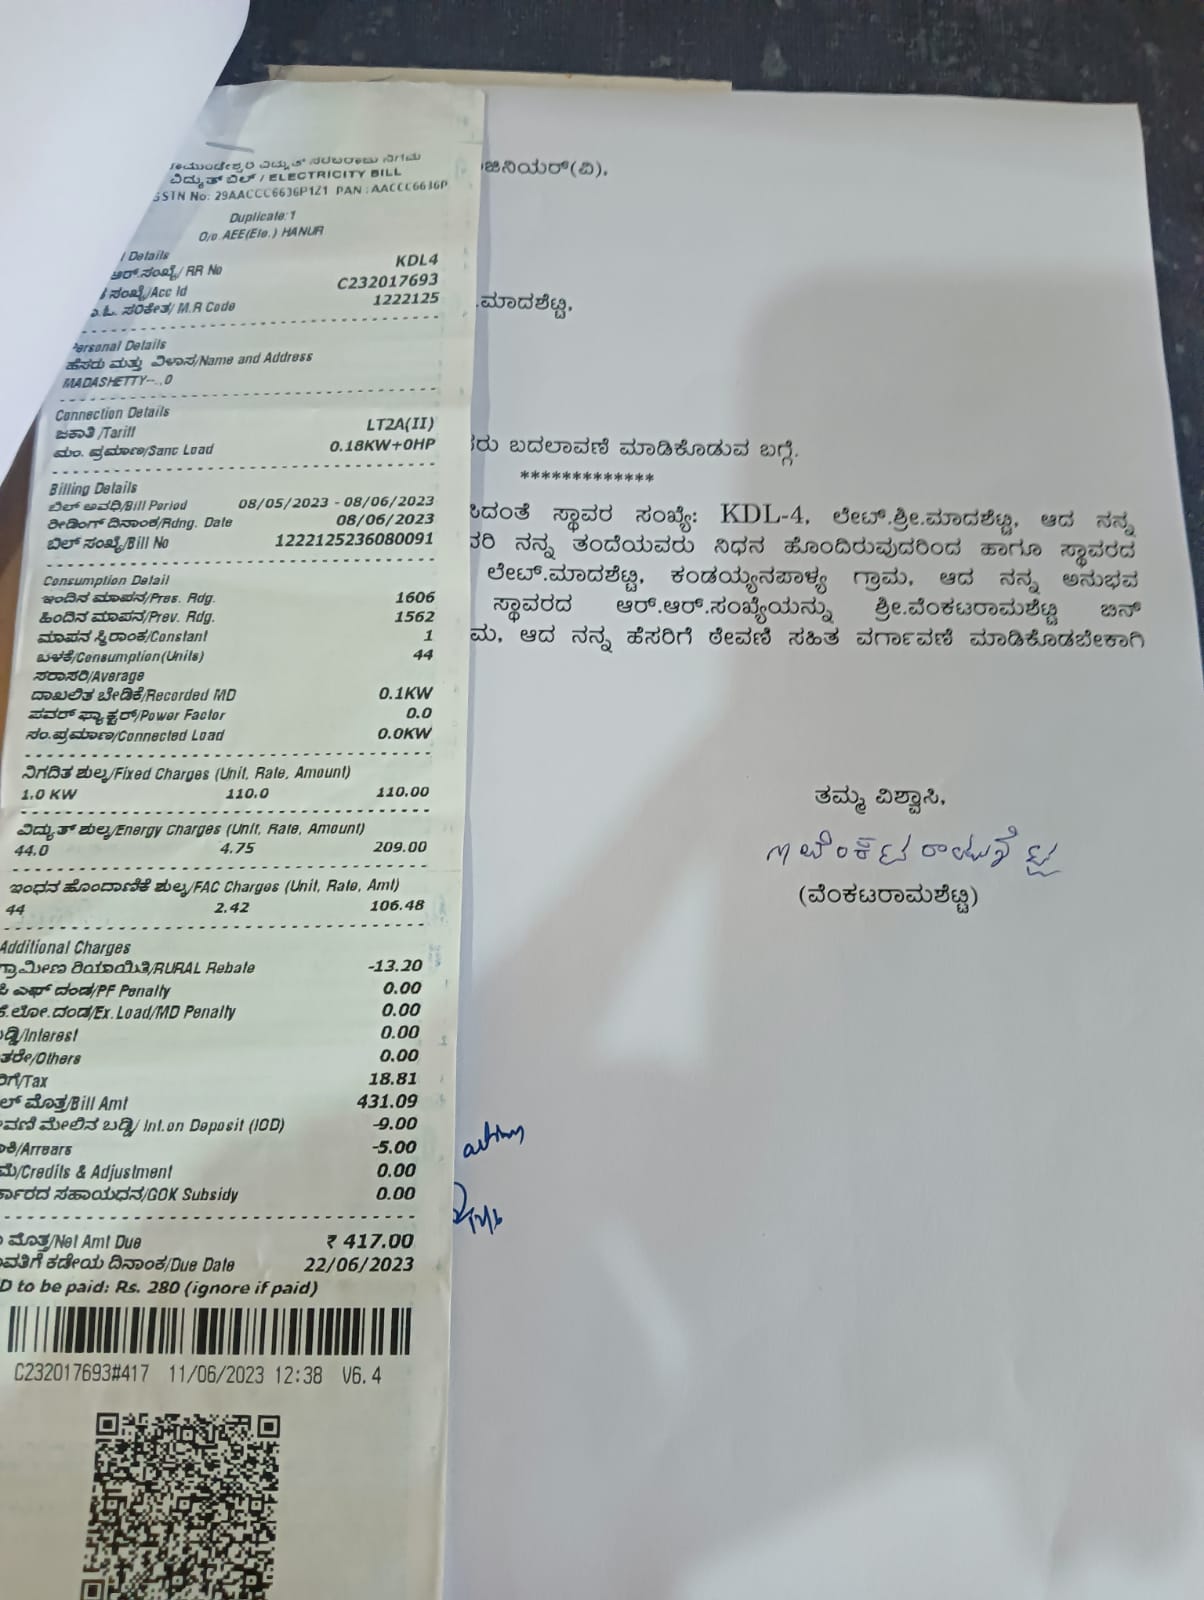 ವಿದ್ಯುತ್ ಸರಬರಾಜು ನಿಗಮ
ವಿದ್ಯುತ್ ಬಿಲ್ / ELECTRICITY BILL
GSTN No: 29AACCC6636P1Z1 PAN : AACCC6636P
Duplicate:1
O/o AEE(Ele.) HANUR
Details
ಆರ್.ಸಂಖ್ಯೆ/ RR No KDL4
ಸಂಖ್ಯೆ/Acc Id C232017693
ಸಂಕೇತ/ M.R Code 1222125
Personal Details
ಹೆಸರು ಮತ್ತು ವಿಳಾಸ/Name and Address
MADASHETTY--.,0
Connection Details
ಜಕಾತಿ /Tariff LT2A(II)
ಮಂ. ಪ್ರಮಾಣ/Sanc Load 0.18KW+0HP
Billing Details
ಬಿಲ್ ಅವಧಿ/Bill Period 08/05/2023 - 08/06/2023
ರೀಡಿಂಗ್ ದಿನಾಂಕ/Rdng. Date 08/06/2023
ಬಿಲ್ ಸಂಖ್ಯೆ/Bill No 1222125236080091
Consumption Detail
ಇಂದಿನ ಮಾಪನ/Pres. Rdg. 1606
ಹಿಂದಿನ ಮಾಪನ/Prev. Rdg. 1562
ಮಾಪನ ಸ್ಥಿರಾಂಕ/Constant 1
ಬಳಕೆ/Consumption(Units) 44
ಸರಾಸರಿ/Average
ದಾಖಲಿತ ಬೇಡಿಕೆ/Recorded MD 0.1KW
ಪವರ್ ಫ್ಯಾಕ್ಟರ್/Power Factor 0.0
ಸಂ.ಪ್ರಮಾಣ/Connected Load 0.0KW
ನಿಗದಿತ ಶುಲ್ಕ/Fixed Charges (Unit, Rate, Amount)
1.0 KW 110.0 110.00
ವಿದ್ಯುತ್ ಶುಲ್ಕ/Energy Charges (Unit, Rate, Amount)
44.0 4.75 209.00
ಇಂಧನ ಹೊಂದಾಣಿಕೆ ಶುಲ್ಕ/FAC Charges (Unit, Rate, Amt)
44 2.42 106.48
Additional Charges
ಗ್ರಾಮೀಣ ರಿಯಾಯಿತಿ/RURAL Rebate -13.20
ಪಿ ಎಫ್ ದಂಡ/PF Penalty 0.00
ಲೋ.ದಂಡ/Ex.Load/MD Penalty 0.00
/Interest 0.00
/Others 0.00
/Tax 18.81
ಮೊತ್ತ/Bill Amt 431.09
ಮೇಲಿನ ಬಡ್ಡಿ/ Int.on Deposit (IOD) -9.00
/Arrears -5.00
/Credits & Adjustment 0.00
ಸಹಾಯಧನ/GOK Subsidy 0.00
ಮೊತ್ತ/Net Amt Due ₹ 417.00
ಕಡೇಯ ದಿನಾಂಕ/Due Date 22/06/2023
D to be paid: Rs. 280 (ignore if paid)
C232017693#417 11/06/2023 12:38 V6.4
ಜಿನಿಯರ್(ವಿ),
.ಮಾದಶೆಟ್ಟಿ,
ಬದಲಾವಣೆ ಮಾಡಿಕೊಡುವ ಬಗ್ಗೆ.
*************
ಸ್ಥಾವರ ಸಂಖ್ಯೆ: KDL-4, ಲೇಟ್.ಶ್ರೀ.ಮಾದಶೆಟ್ಟಿ, ಆದ ನನ್ನ
ನನ್ನ ತಂದೆಯವರು ನಿಧನ ಹೊಂದಿರುವುದರಿಂದ ಹಾಗೂ ಸ್ಥಾವರದ
ಲೇಟ್.ಮಾದಶೆಟ್ಟಿ, ಕಂಡಯ್ಯನಪಾಳ್ಯ ಗ್ರಾಮ, ಆದ ನನ್ನ ಅನುಭವ
ಸ್ಥಾವರದ ಆರ್.ಆರ್.ಸಂಖ್ಯೆಯನ್ನು ಶ್ರೀ.ವೆಂಕಟರಾಮಶೆಟ್ಟಿ ಬಿನ್
ಮ, ಆದ ನನ್ನ ಹೆಸರಿಗೆ ಠೇವಣಿ ಸಹಿತ ವರ್ಗಾವಣೆ ಮಾಡಿಕೊಡಬೇಕಾಗಿ
ತಮ್ಮ ವಿಶ್ವಾಸಿ,
(ವೆಂಕಟರಾಮಶೆಟ್ಟಿ)